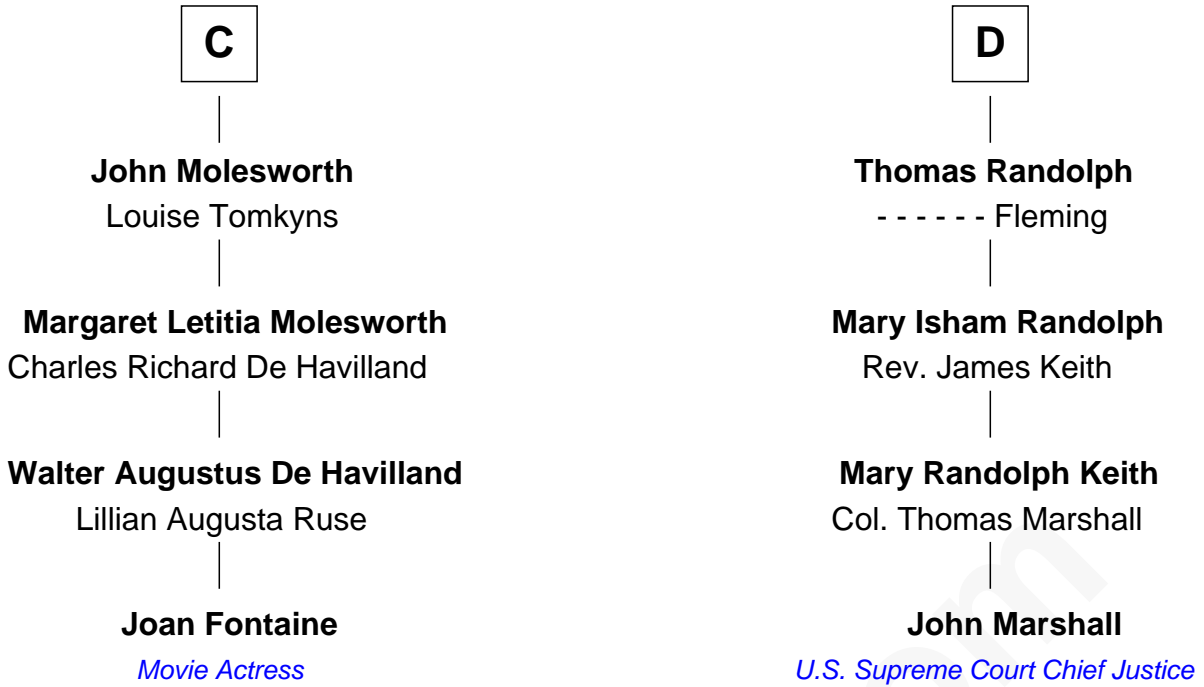 C
John Molesworth
Louise Tomkyns
Margaret Letitia Molesworth
Charles Richard De Havilland
Walter Augustus De Havilland
Lillian Augusta Ruse
Joan Fontaine
Movie Actress
D
Thomas Randolph
- - - - - - Fleming
Mary Isham Randolph
Rev. James Keith
Mary Randolph Keith
Col. Thomas Marshall
John Marshall
U.S. Supreme Court Chief Justice